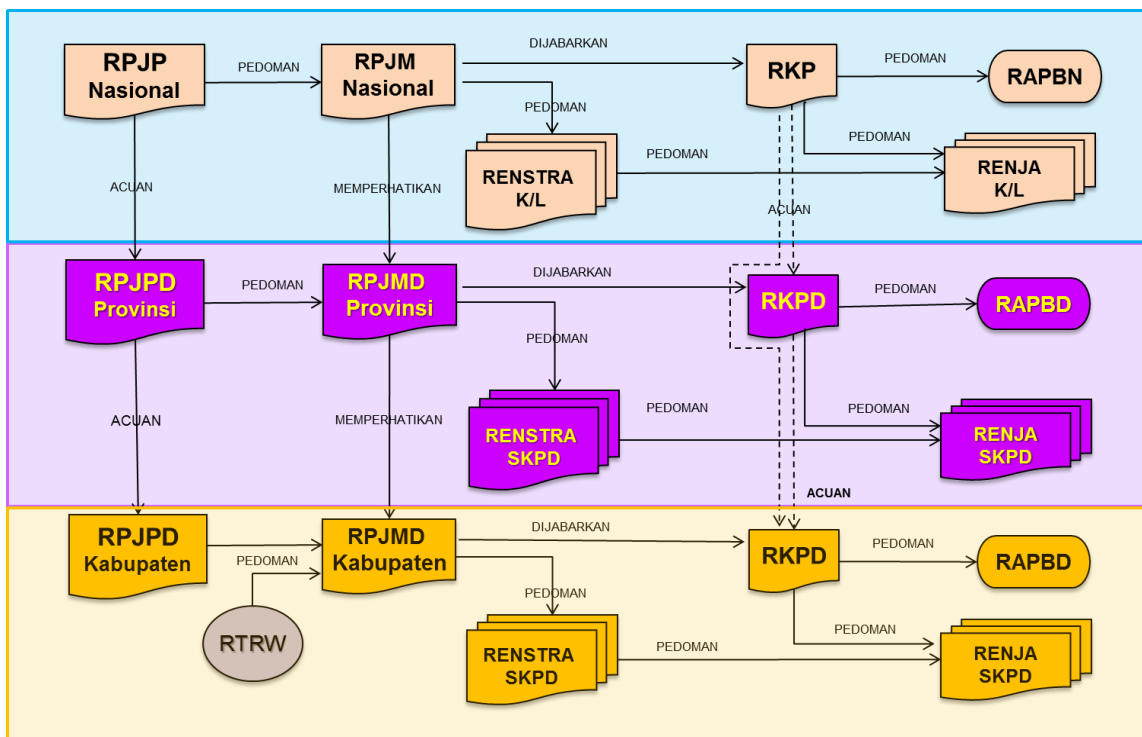 RPJP
Nasional
PEDOMAN
RPJM
Nasional
DIJABARKAN
RKP
PEDOMAN
RAPBN
PEDOMAN
RENSTRA
K/L
PEDOMAN
PEDOMAN
RENJA
K/L
ACUAN
MEMPERHATIKAN
ACUAN
RPJPD
Provinsi
PEDOMAN
RPJMD
Provinsi
DIJABARKAN
RKPD
PEDOMAN
RAPBD
PEDOMAN
RENSTRA
SKPD
PEDOMAN
PEDOMAN
RENJA
SKPD
ACUAN
MEMPERHATIKAN
ACUAN
RPJPD
Kabupaten
PEDOMAN
RPJMD
Kabupaten
DIJABARKAN
RKPD
PEDOMAN
RAPBD
RTRW
PEDOMAN
RENSTRA
SKPD
PEDOMAN
PEDOMAN
RENJA
SKPD